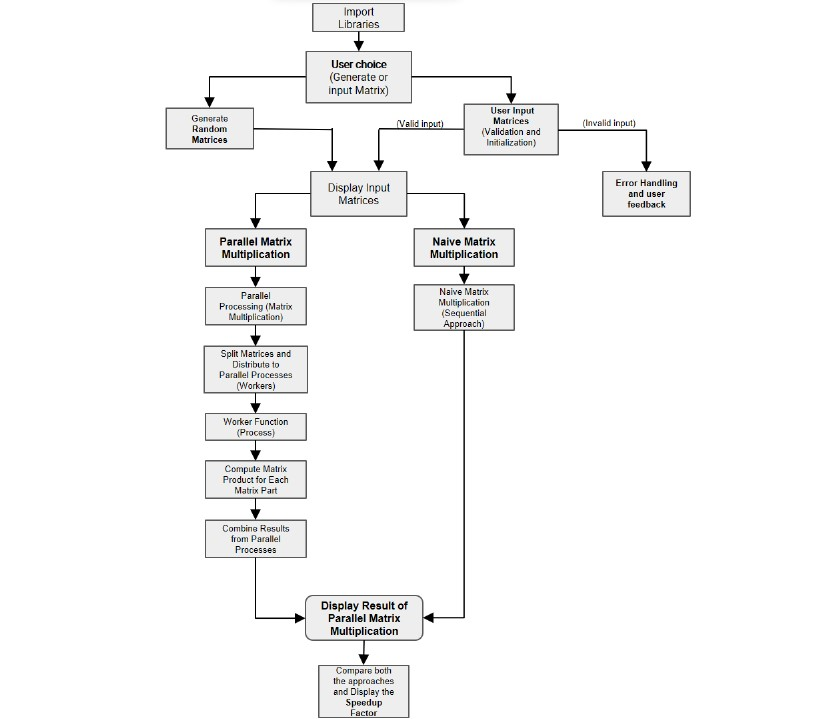 Import
Libraries
User choice
(Generate or
input Matrix)
Generate
Random
Matrices
User Input
Matrices
(Validation and
Initialization)
(Valid input)
(Invalid input)
Display Input
Matrices
Error Handling
and user
feedback
Parallel Matrix
Multiplication
Naive Matrix
Multiplication
Parallel
Processing (Matrix
Multiplication)
Naive Matrix
Multiplication
(Sequential
Approach)
Split Matrices and
Distribute to
Parallel Processes
(Workers)
Worker Function
(Process)
Compute Matrix
Product for Each
Matrix Part
Combine Results
from Parallel
Processes
Display Result of
Parallel Matrix
Multiplication
Compare both
the approaches
and Display the
Speedup
Factor